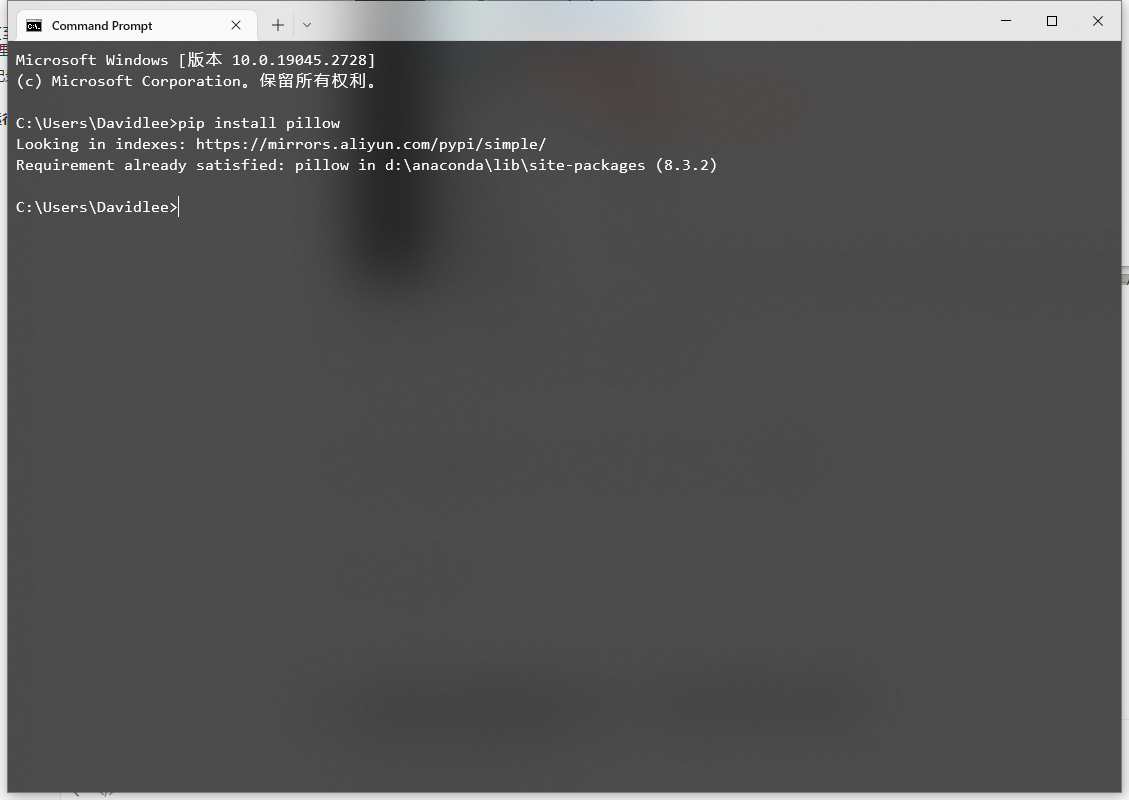 Command Prompt
Microsoft Windows [版本 10.0.19045.2728]
(c) Microsoft Corporation。保留所有权利。
C:\Users\Davidlee>pip install pillow
Looking in indexes: https://mirrors.aliyun.com/pypi/simple/
Requirement already satisfied: pillow in d:\anaconda\lib\site-packages (8.3.2)
C:\Users\Davidlee>